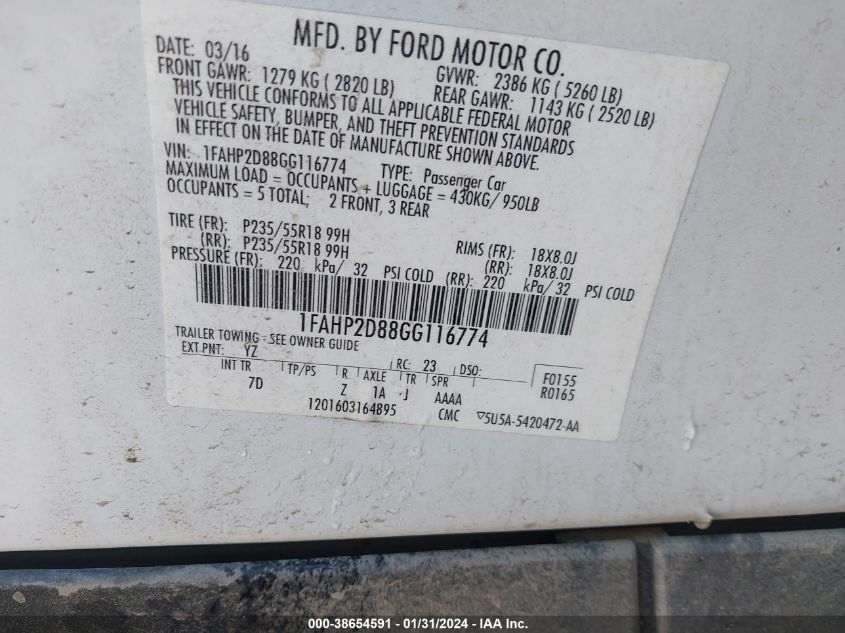 MFD. BY FORD MOTOR CO.
DATE: 03/16 GVWR: 2386 KG ( 5260 LB)
FRONT GAWR: 1279 KG ( 2820 LB) REAR GAWR: 1143 KG ( 2520 LB)
THIS VEHICLE CONFORMS TO ALL APPLICABLE FEDERAL MOTOR
VEHICLE SAFETY, BUMPER, AND THEFT PREVENTION STANDARDS
IN EFFECT ON THE DATE OF MANUFACTURE SHOWN ABOVE.
VIN: 1FAHP2D88GG116774 TYPE: Passenger Car
MAXIMUM LOAD = OCCUPANTS + LUGGAGE = 430KG/ 950LB
OCCUPANTS = 5 TOTAL; 2 FRONT, 3 REAR
TIRE (FR): P235/55R18 99H RIMS (FR): 18X8.0J
(RR): P235/55R18 99H (RR): 18X8.0J
PRESSURE (FR): 220 kPa/ 32 PSI COLD (RR): 220 kPa/ 32 PSI COLD
1FAHP2D88GG116774
TRAILER TOWING - SEE OWNER GUIDE
EXT PNT: YZ RC: 23 DSO: F0155
INT TR TP/PS R AXLE TR SPR R0165
7D Z 1A J AAAA
1201603164895 CMC ▽5U5A-5420472-AA
000-38654591 - 01/31/2024 - IAA Inc.